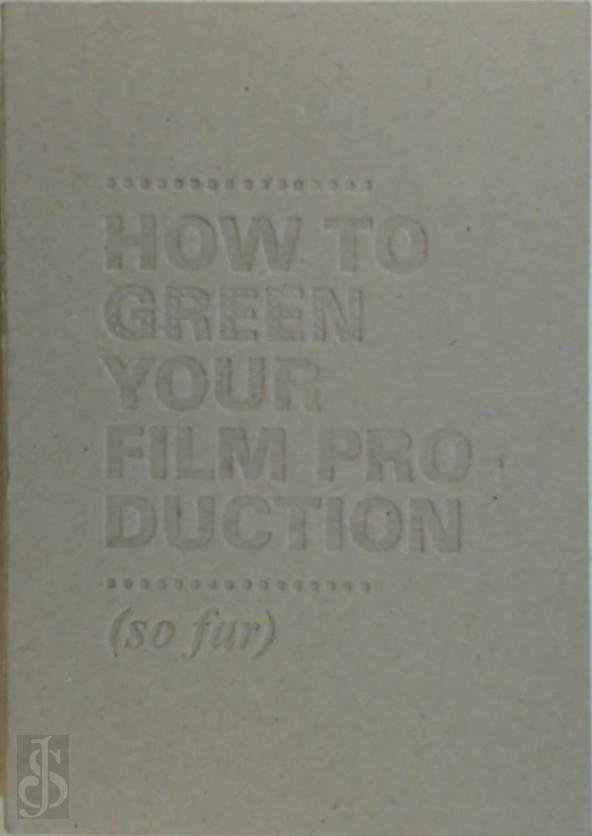 HOW TO
GREEN
YOUR
FILM PRO-
DUCTION
(so far)